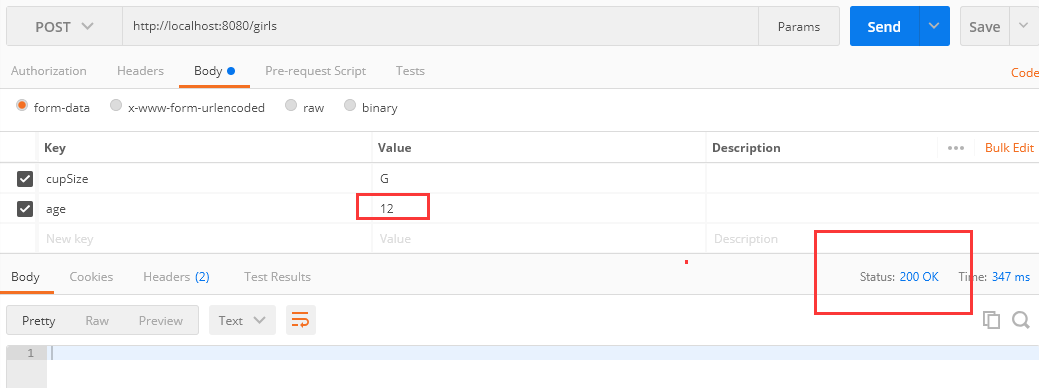 POST http://localhost:8080/girls Params Send Save
Authorization Headers Body Pre-request Script Tests Code
form-data x-www-form-urlencoded raw binary
Key Value Description ••• Bulk Edit
cupSize G
age 12
New key Value Description
Body Cookies Headers (2) Test Results Status: 200 OK Time: 347 ms
Pretty Raw Preview Text
1